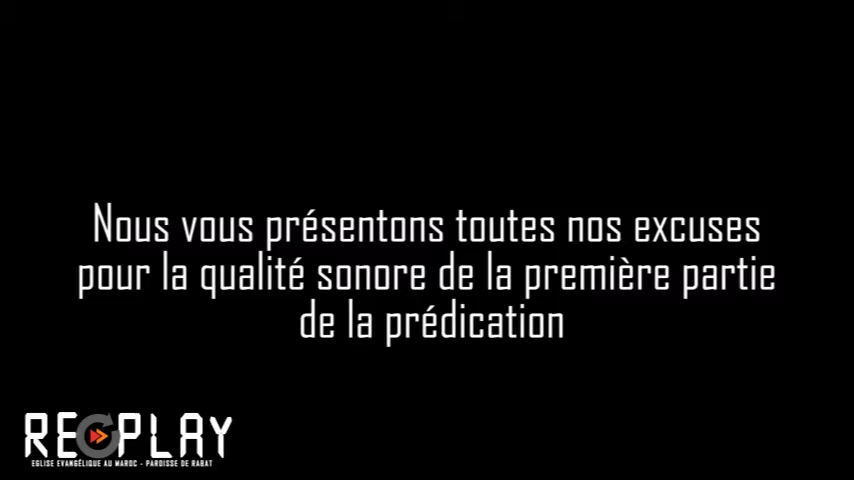 Nous vous présentons toutes nos excuses
pour la qualité sonore de la première partie
de la prédication
REPLAY
EGLISE EVANGÉLIQUE AU MAROC - PAROISSE DE RABAT